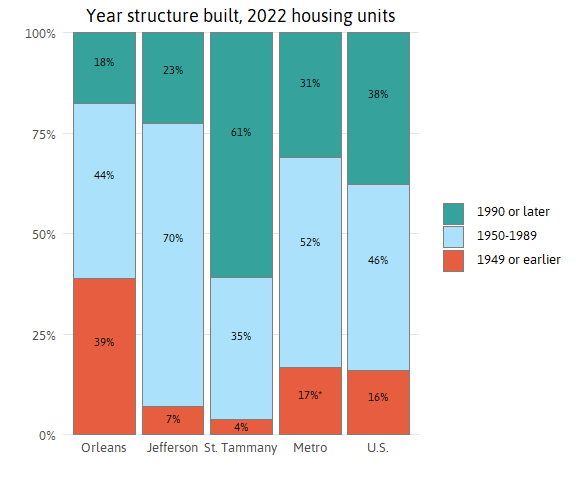 Year structure built, 2022 housing units
100%
75%
50%
25%
0%
18%
44%
39%
23%
70%
7%
61%
35%
4%
31%
52%
17%*
38%
46%
16%
Orleans
Jefferson
St. Tammany
Metro
U.S.
1990 or later
1950-1989
1949 or earlier